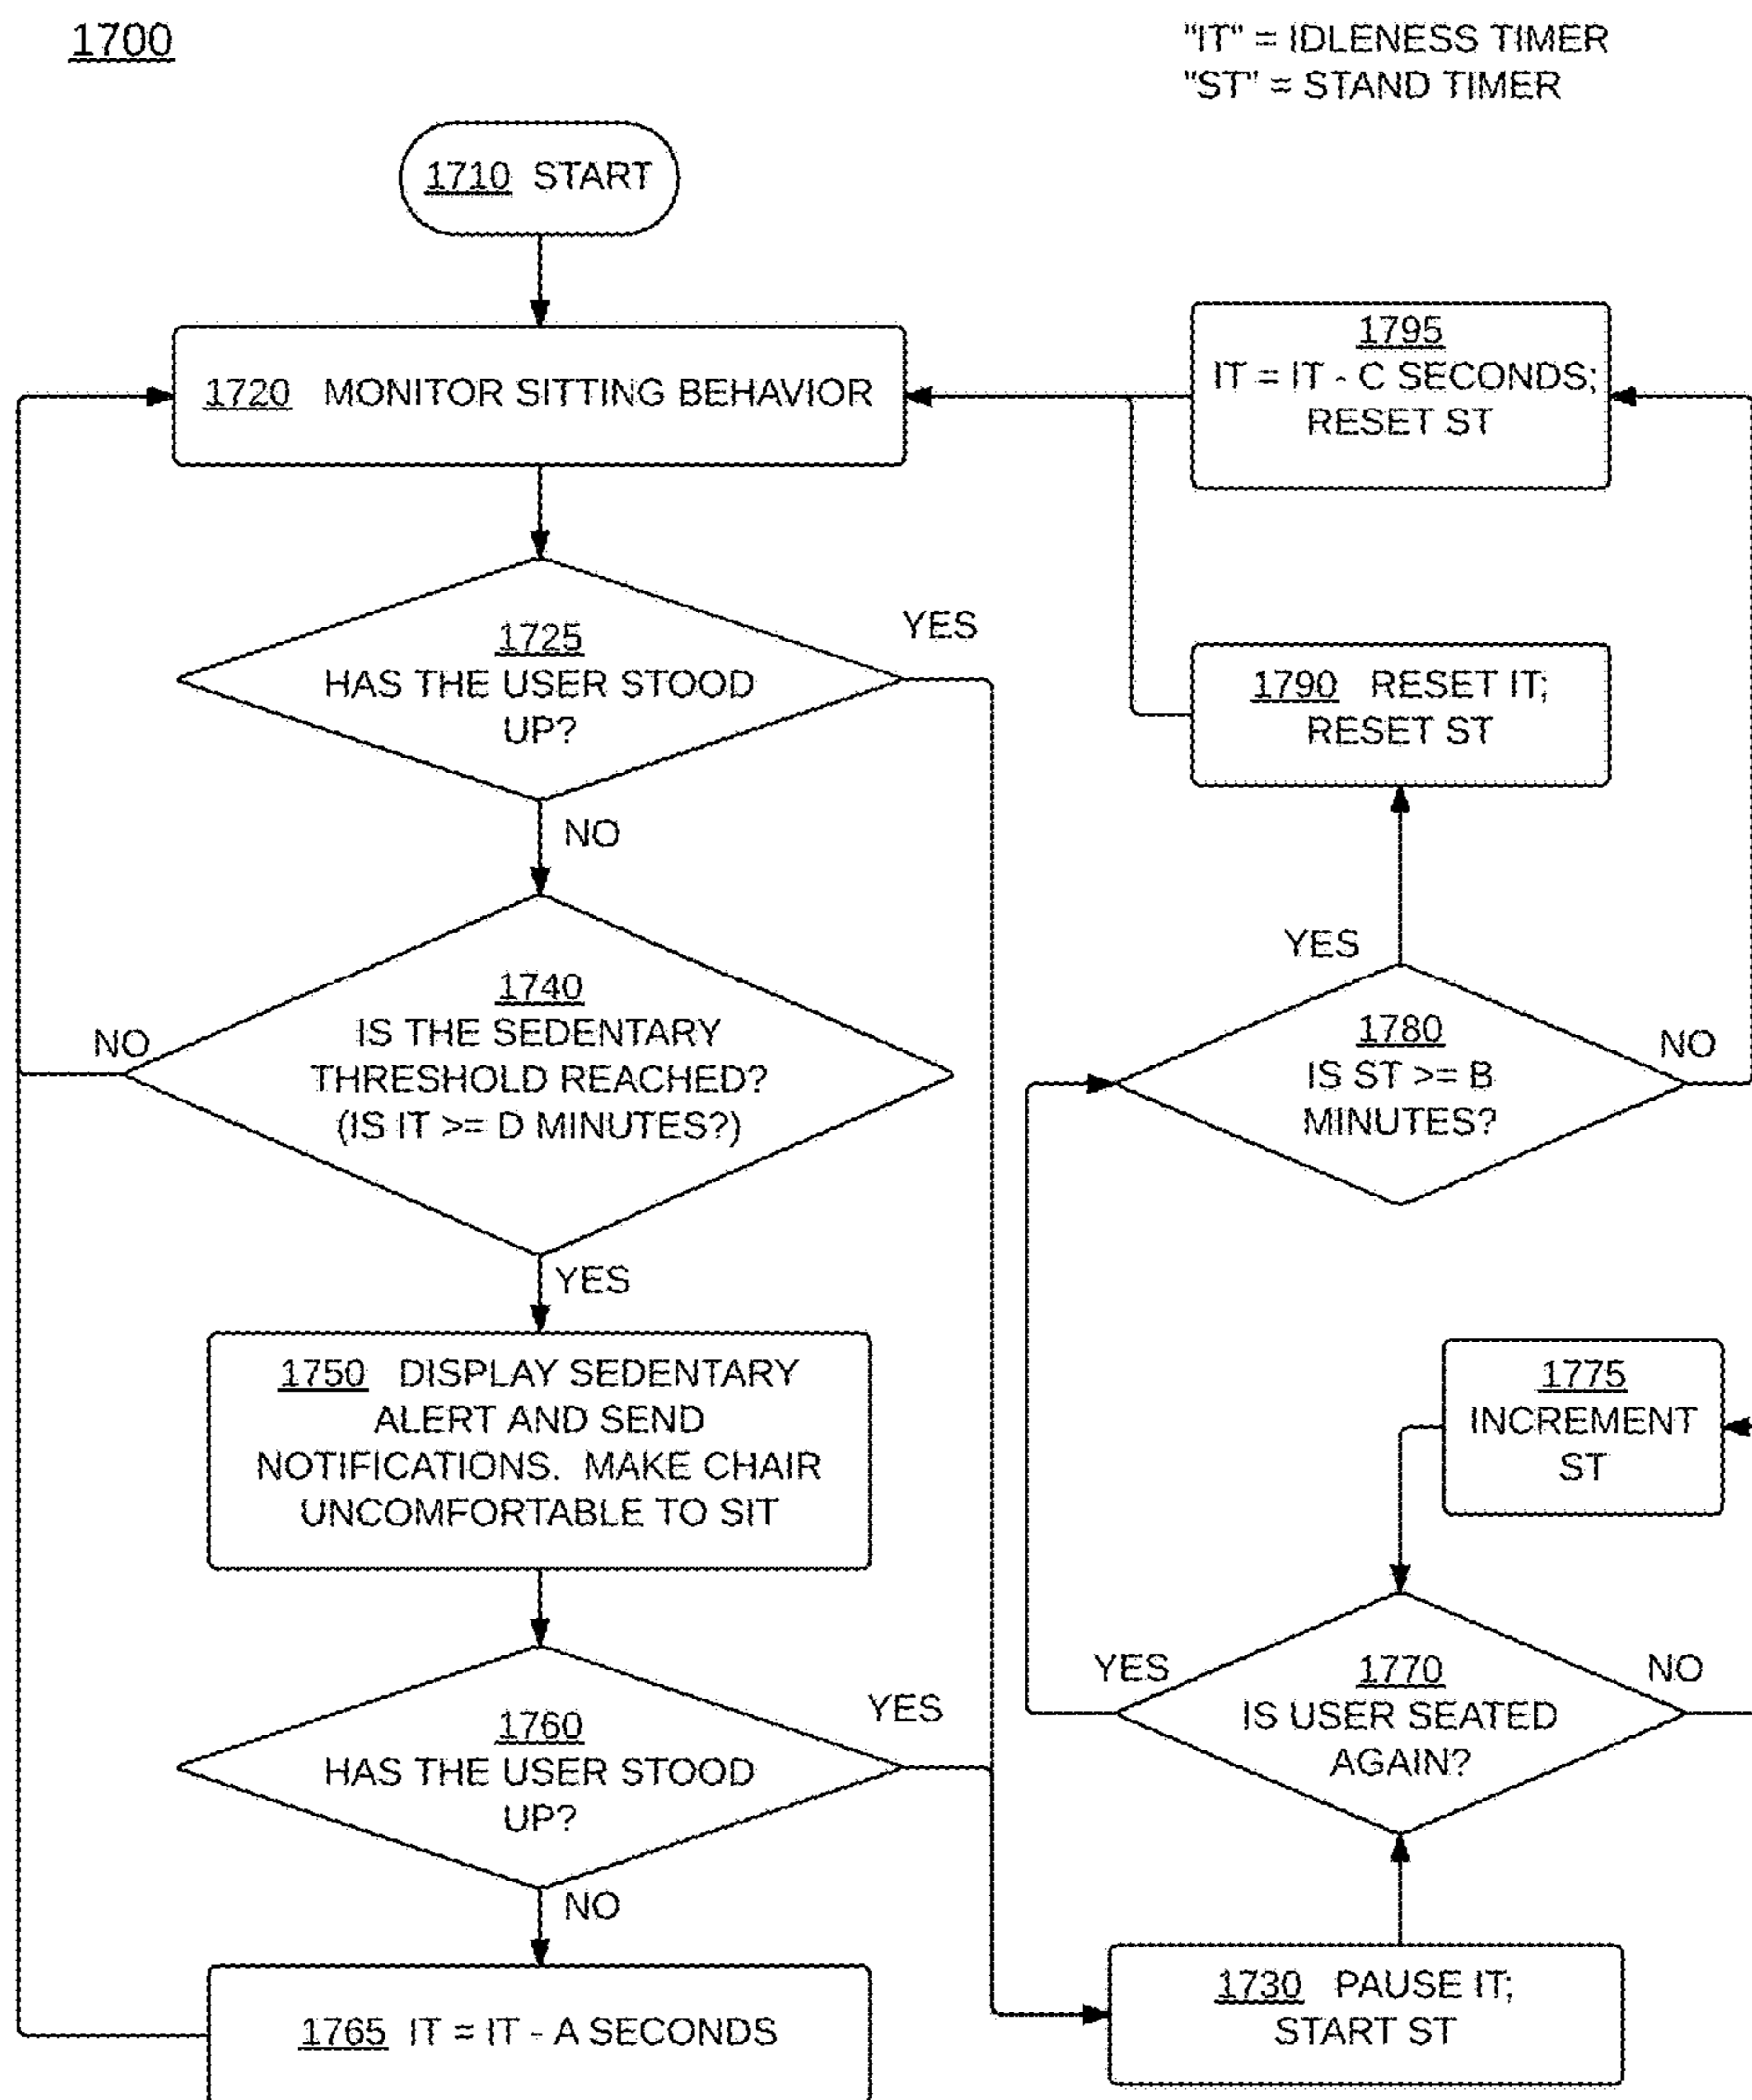 1700
"IT" = IDLENESS TIMER
"ST" = STAND TIMER
1710 START
1720 MONITOR SITTING BEHAVIOR
1725
HAS THE USER STOOD
UP?
YES
NO
1740
IS THE SEDENTARY
THRESHOLD REACHED?
(IS IT >= D MINUTES?)
NO
YES
1750 DISPLAY SEDENTARY
ALERT AND SEND
NOTIFICATIONS. MAKE CHAIR
UNCOMFORTABLE TO SIT
1760
HAS THE USER STOOD
UP?
YES
NO
1765 IT = IT - A SECONDS
1730 PAUSE IT;
START ST
1770
IS USER SEATED
AGAIN?
YES
NO
1775
INCREMENT
ST
1780
IS ST >= B
MINUTES?
YES
NO
1790 RESET IT;
RESET ST
1795
IT = IT - C SECONDS;
RESET ST